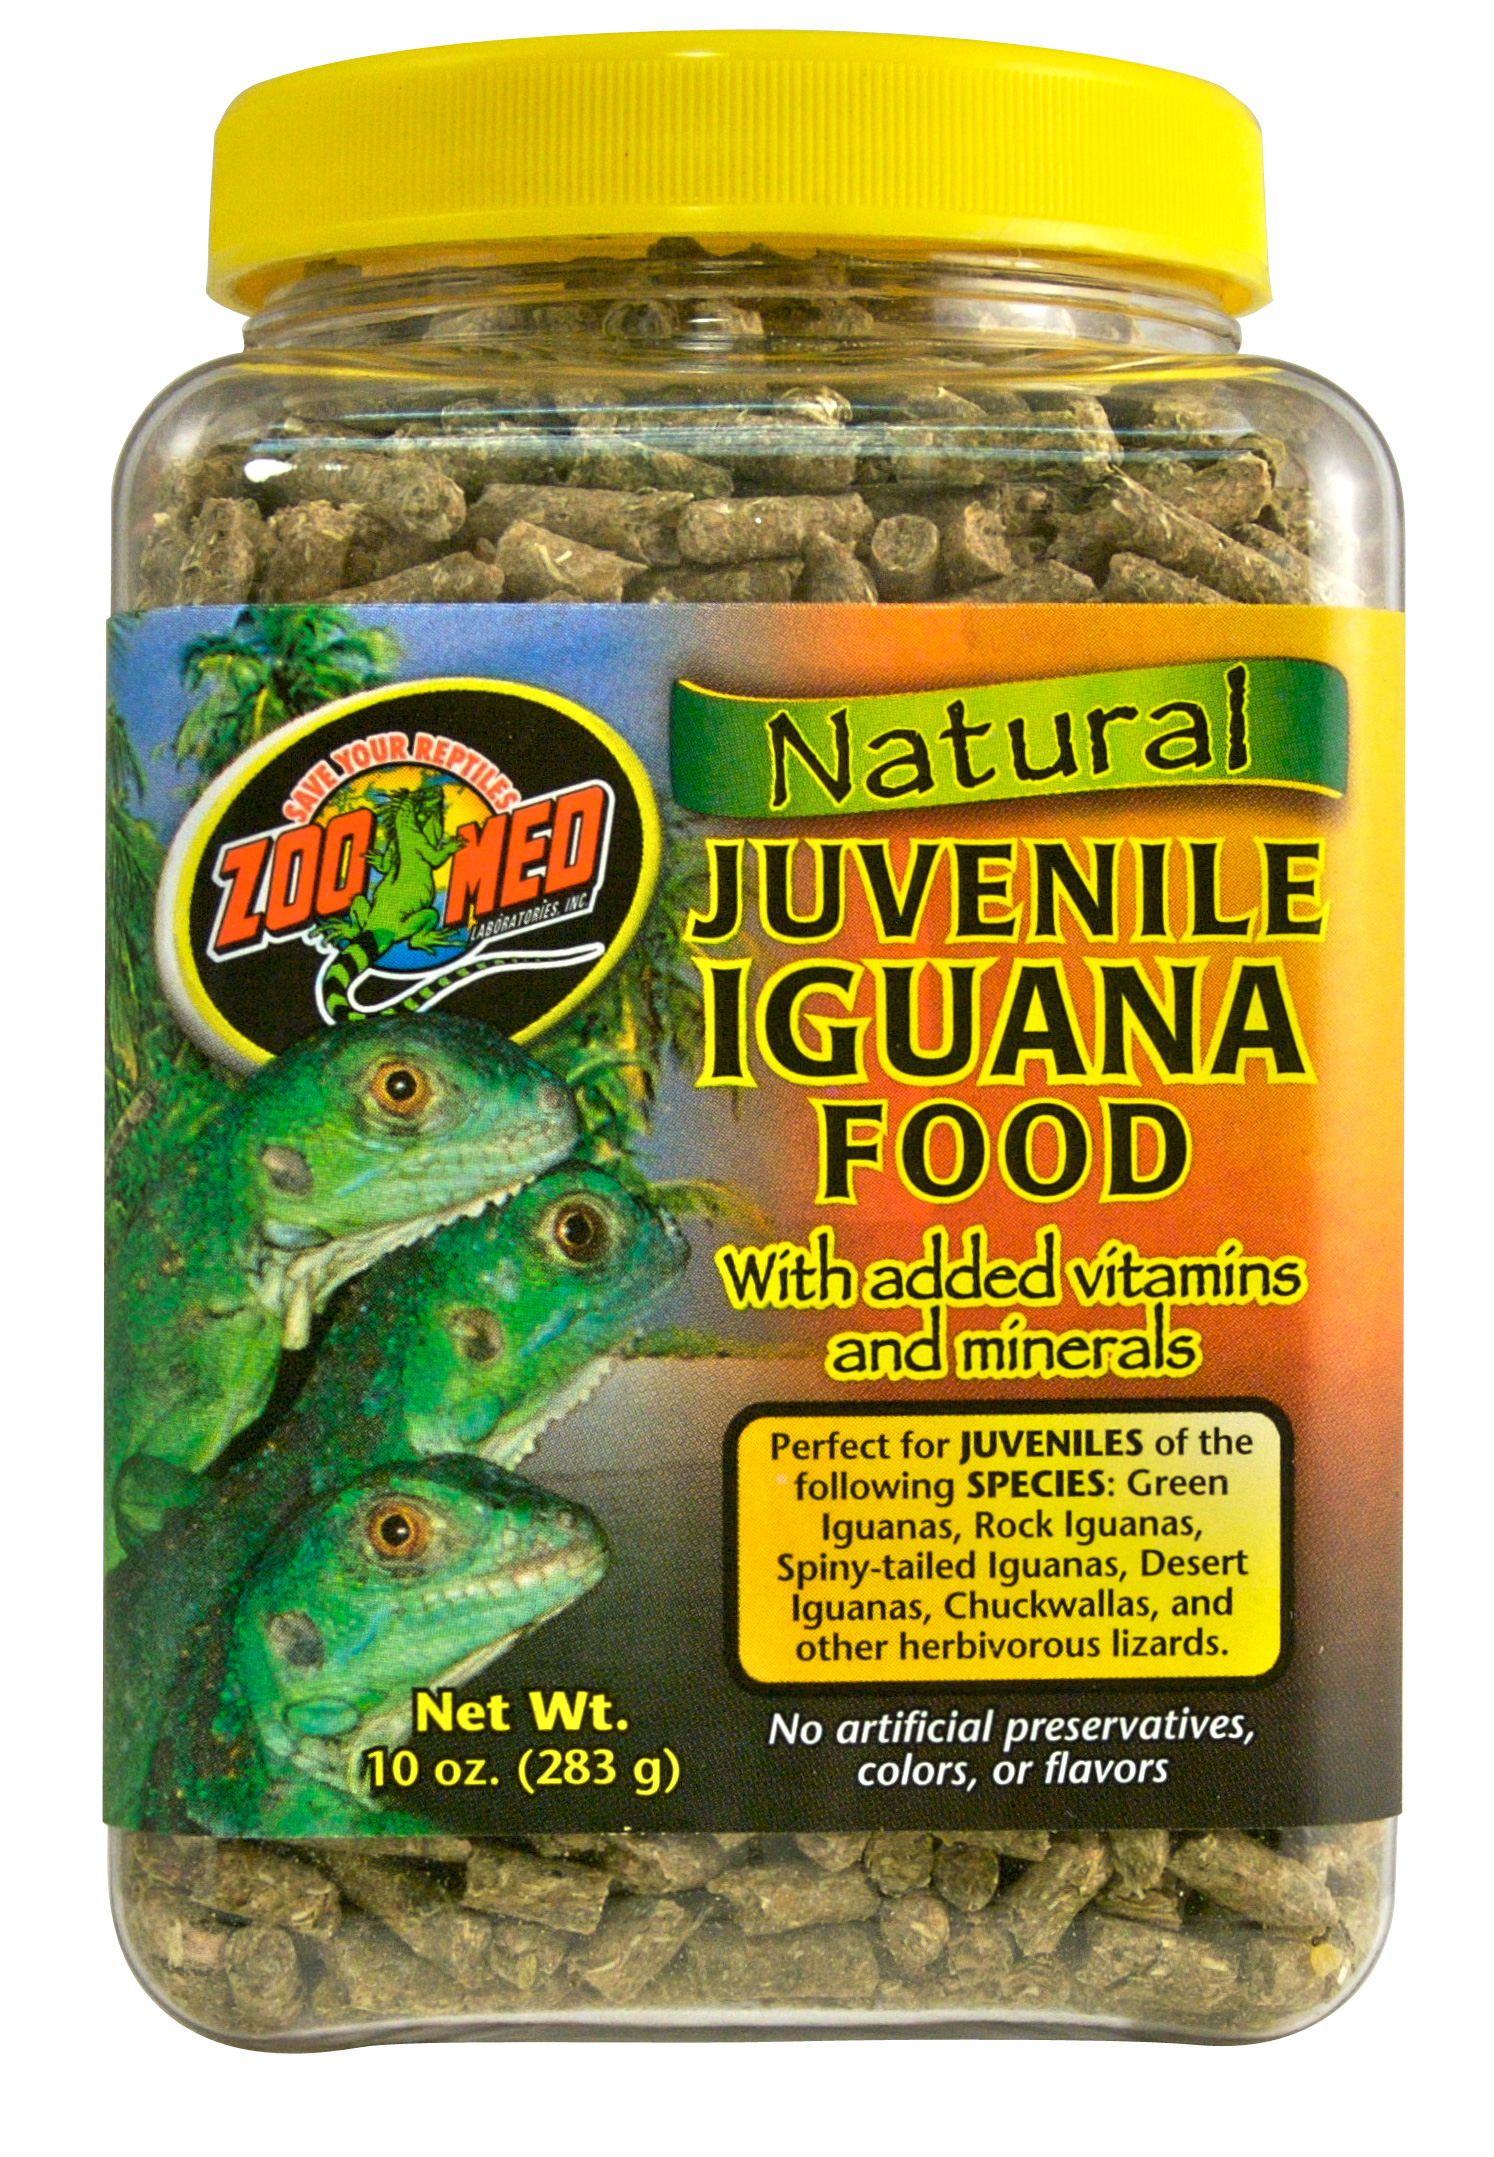 SAVE YOUR REPTILES
ZOO MED
LABORATORIES, INC.
Natural
JUVENILE
IGUANA
FOOD
With added vitamins
and minerals
Perfect for JUVENILES of the
following SPECIES: Green
Iguanas, Rock Iguanas,
Spiny-tailed Iguanas, Desert
Iguanas, Chuckwallas, and
other herbivorous lizards.
Net Wt.
10 oz. (283 g)
No artificial preservatives,
colors, or flavors